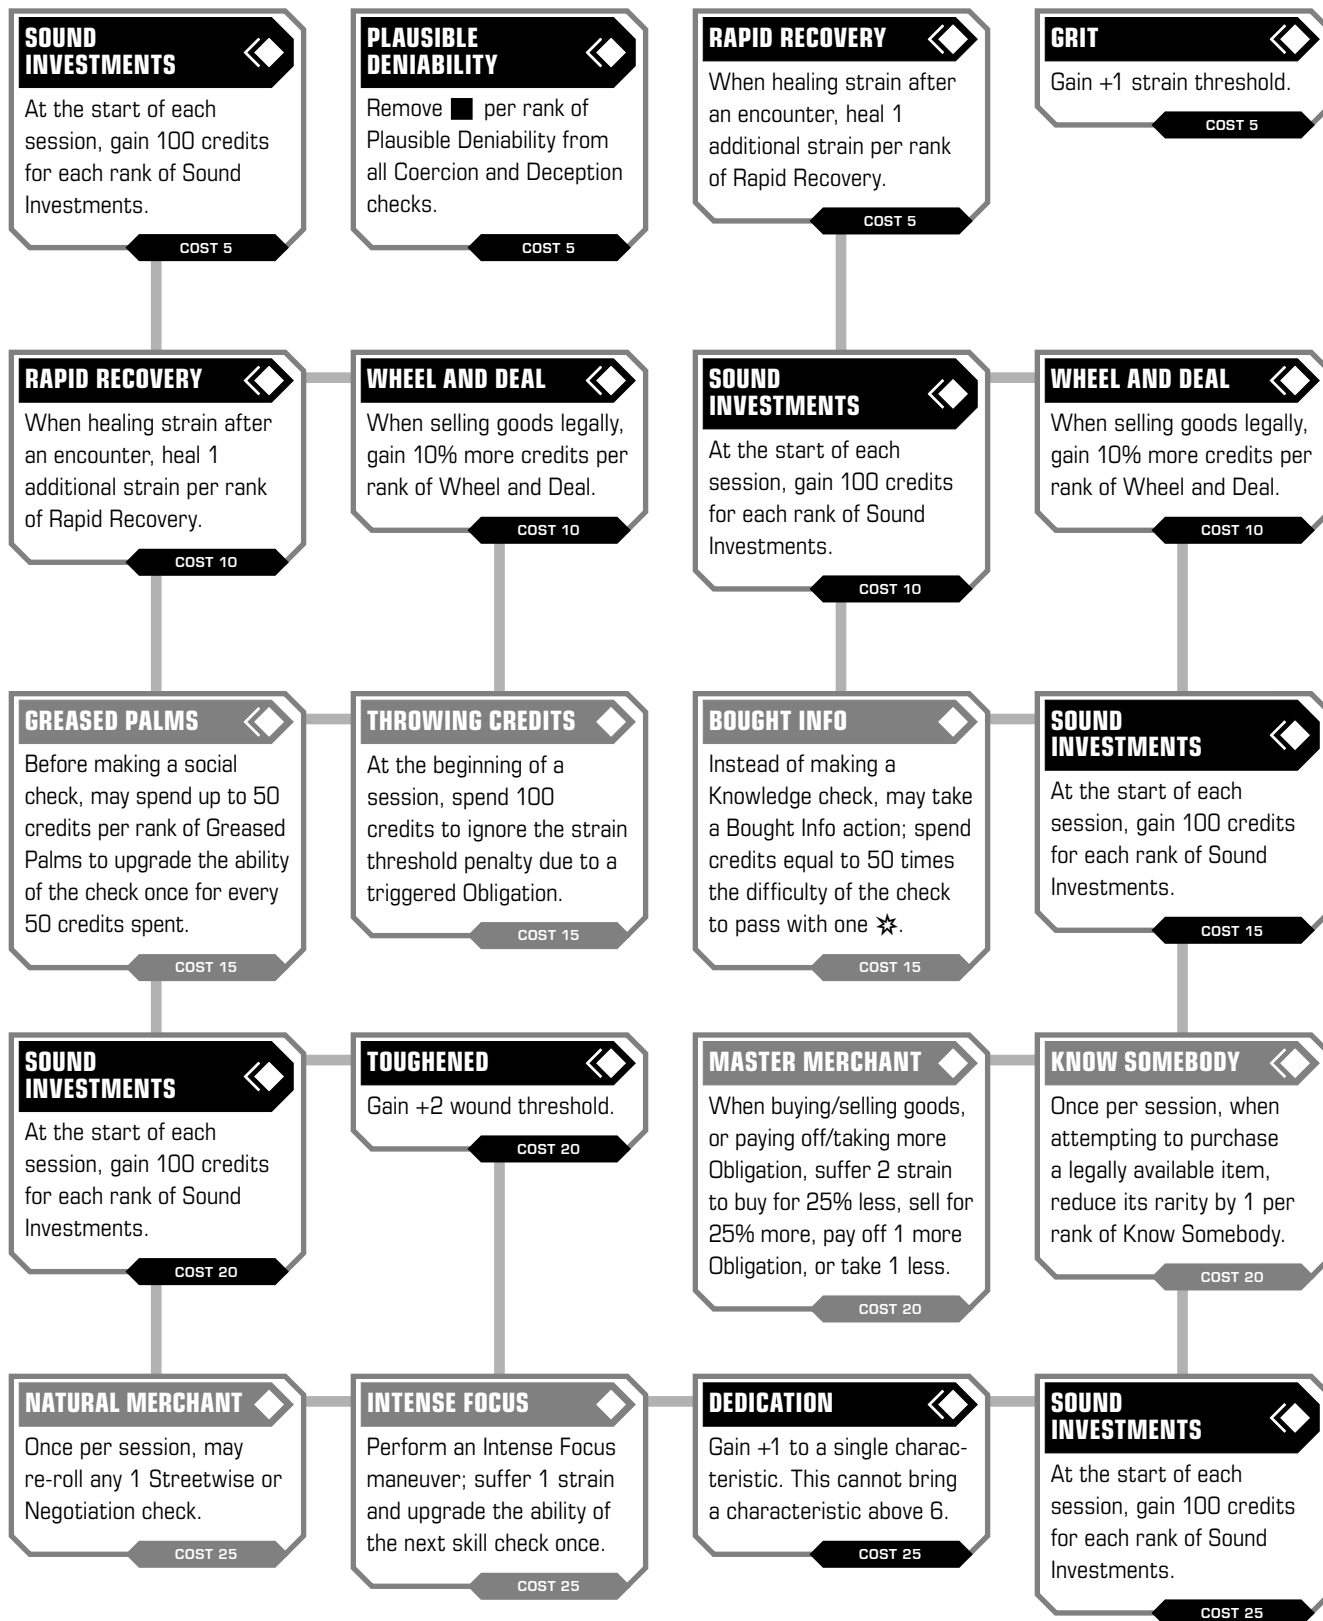 SOUND
INVESTMENTS
At the start of each
session, gain 100 credits
for each rank of Sound
Investments.
COST 5
PLAUSIBLE
DENIABILITY
Remove per rank of
Plausible Deniability from
all Coercion and Deception
checks.
COST 5
RAPID RECOVERY
When healing strain after
an encounter, heal 1
additional strain per rank
of Rapid Recovery.
COST 5
GRIT
Gain +1 strain threshold.
COST 5
RAPID RECOVERY
When healing strain after
an encounter, heal 1
additional strain per rank
of Rapid Recovery.
COST 10
WHEEL AND DEAL
When selling goods legally,
gain 10% more credits per
rank of Wheel and Deal.
COST 10
SOUND
INVESTMENTS
At the start of each
session, gain 100 credits
for each rank of Sound
Investments.
COST 10
WHEEL AND DEAL
When selling goods legally,
gain 10% more credits per
rank of Wheel and Deal.
COST 10
GREASED PALMS
Before making a social
check, may spend up to 50
credits per rank of Greased
Palms to upgrade the ability
of the check once for every
50 credits spent.
COST 15
THROWING CREDITS
At the beginning of a
session, spend 100
credits to ignore the strain
threshold penalty due to a
triggered Obligation.
COST 15
BOUGHT INFO
Instead of making a
Knowledge check, may take
a Bought Info action; spend
credits equal to 50 times
the difficulty of the check
to pass with one .
COST 15
SOUND
INVESTMENTS
At the start of each
session, gain 100 credits
for each rank of Sound
Investments.
COST 15
SOUND
INVESTMENTS
At the start of each
session, gain 100 credits
for each rank of Sound
Investments.
COST 20
TOUGHENED
Gain +2 wound threshold.
COST 20
MASTER MERCHANT
When buying/selling goods,
or paying off/taking more
Obligation, suffer 2 strain
to buy for 25% less, sell for
25% more, pay off 1 more
Obligation, or take 1 less.
COST 20
KNOW SOMEBODY
Once per session, when
attempting to purchase
a legally available item,
reduce its rarity by 1 per
rank of Know Somebody.
COST 20
NATURAL MERCHANT
Once per session, may
re-roll any 1 Streetwise or
Negotiation check.
COST 25
INTENSE FOCUS
Perform an Intense Focus
maneuver; suffer 1 strain
and upgrade the ability of
the next skill check once.
COST 25
DEDICATION
Gain +1 to a single charac-
teristic. This cannot bring
a characteristic above 6.
COST 25
SOUND
INVESTMENTS
At the start of each
session, gain 100 credits
for each rank of Sound
Investments.
COST 25